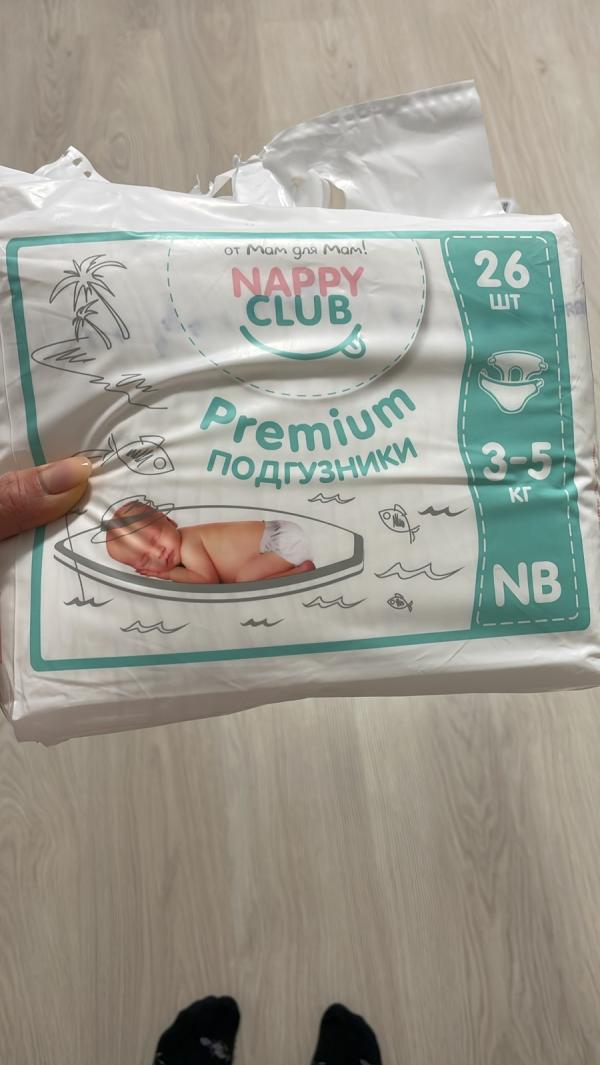 от Мам для Мам!
NAPPY
CLUB
Premium
ПОДГУЗНИКИ
26
ШТ
3-5
КГ
NB